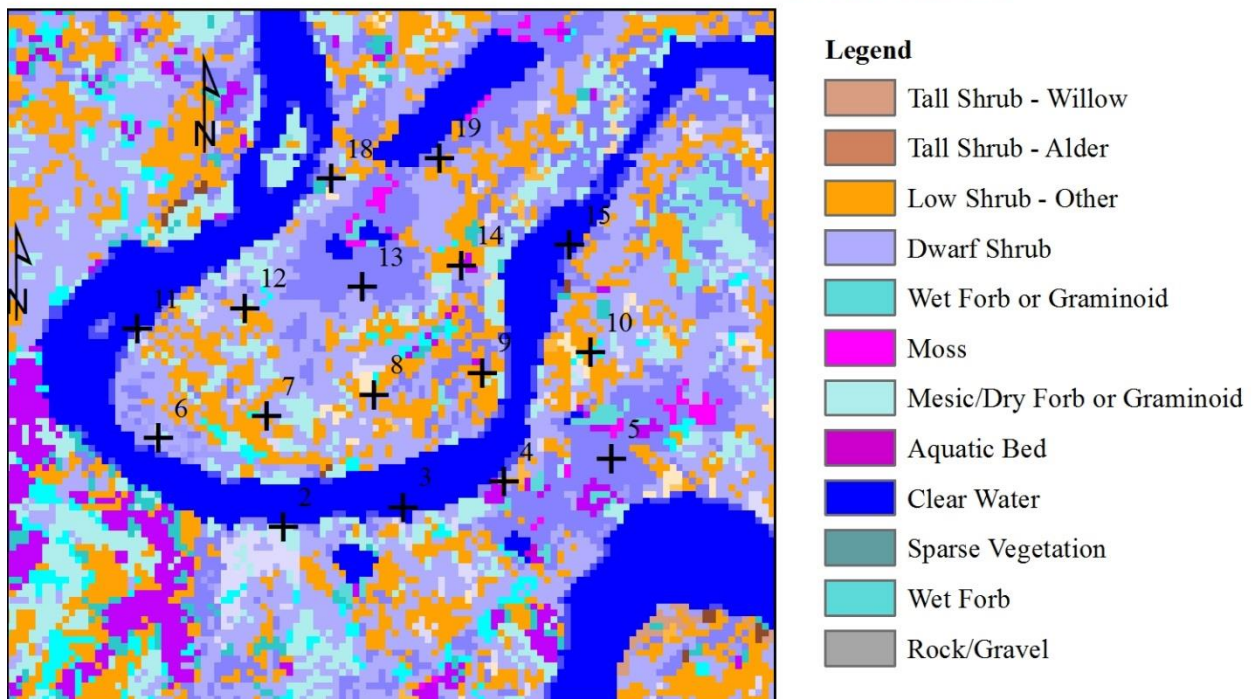 Legend
Tall Shrub - Willow
Tall Shrub - Alder
Low Shrub - Other
Dwarf Shrub
Wet Forb or Graminoid
Moss
Mesic/Dry Forb or Graminoid
Aquatic Bed
Clear Water
Sparse Vegetation
Wet Forb
Rock/Gravel
N
19
18
15
14
13
N
12
11
10
9
8
7
6
5
4
3
2